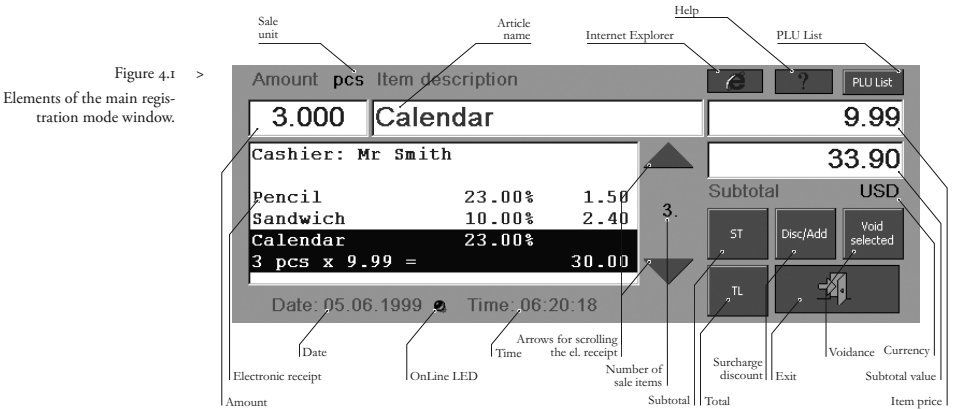 Sale
unit
Article
name
Internet Explorer
Help
PLU List
Figure 4.1 >
Elements of the main regis-
tration mode window.
Amount pcs Item description
? PLU List
3.000 Calendar 9.99
33.90
Cashier: Mr Smith
Subtotal USD
Pencil 23.00% 1.50
Sandwich 10.00% 2.40
Calendar 23.00%
3 pcs x 9.99 = 30.00
3.
ST Disc/Add Void
selected
TL
Date: 05.06.1999 Time: 06:20:18
Date
OnLine LED
Time
Arrows for scrolling
the el. receipt
Number of
sale items
Surcharge
discount
Exit
Voidance
Currency
Electronic receipt
Subtotal value
Amount
Subtotal
Total
Item price